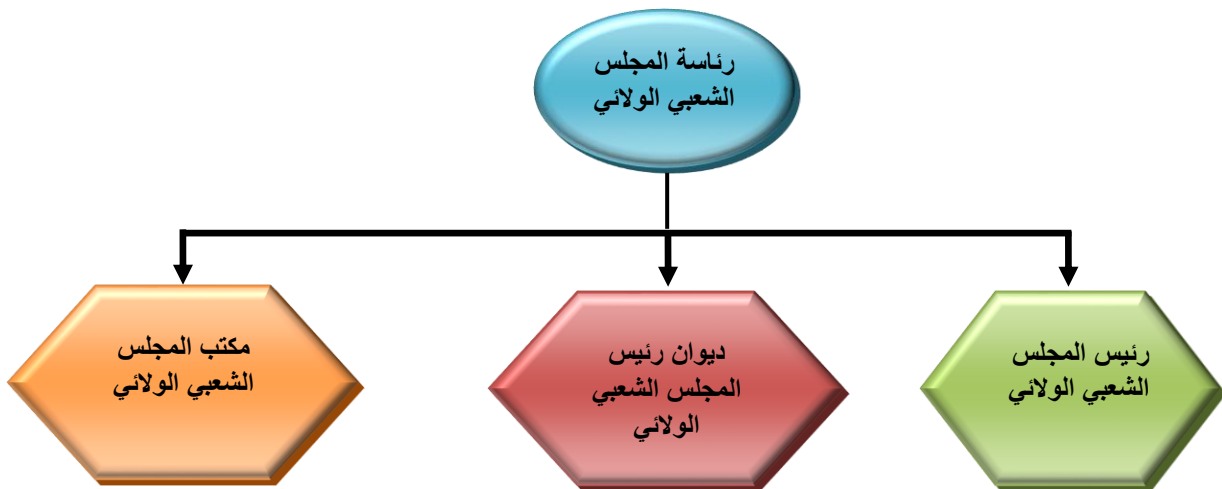 رئاسة المجلس
الشعبي الولائي
رئيس المجلس
الشعبي الولائي
ديوان رئيس
المجلس الشعبي
الولائي
مكتب المجلس
الشعبي الولائي